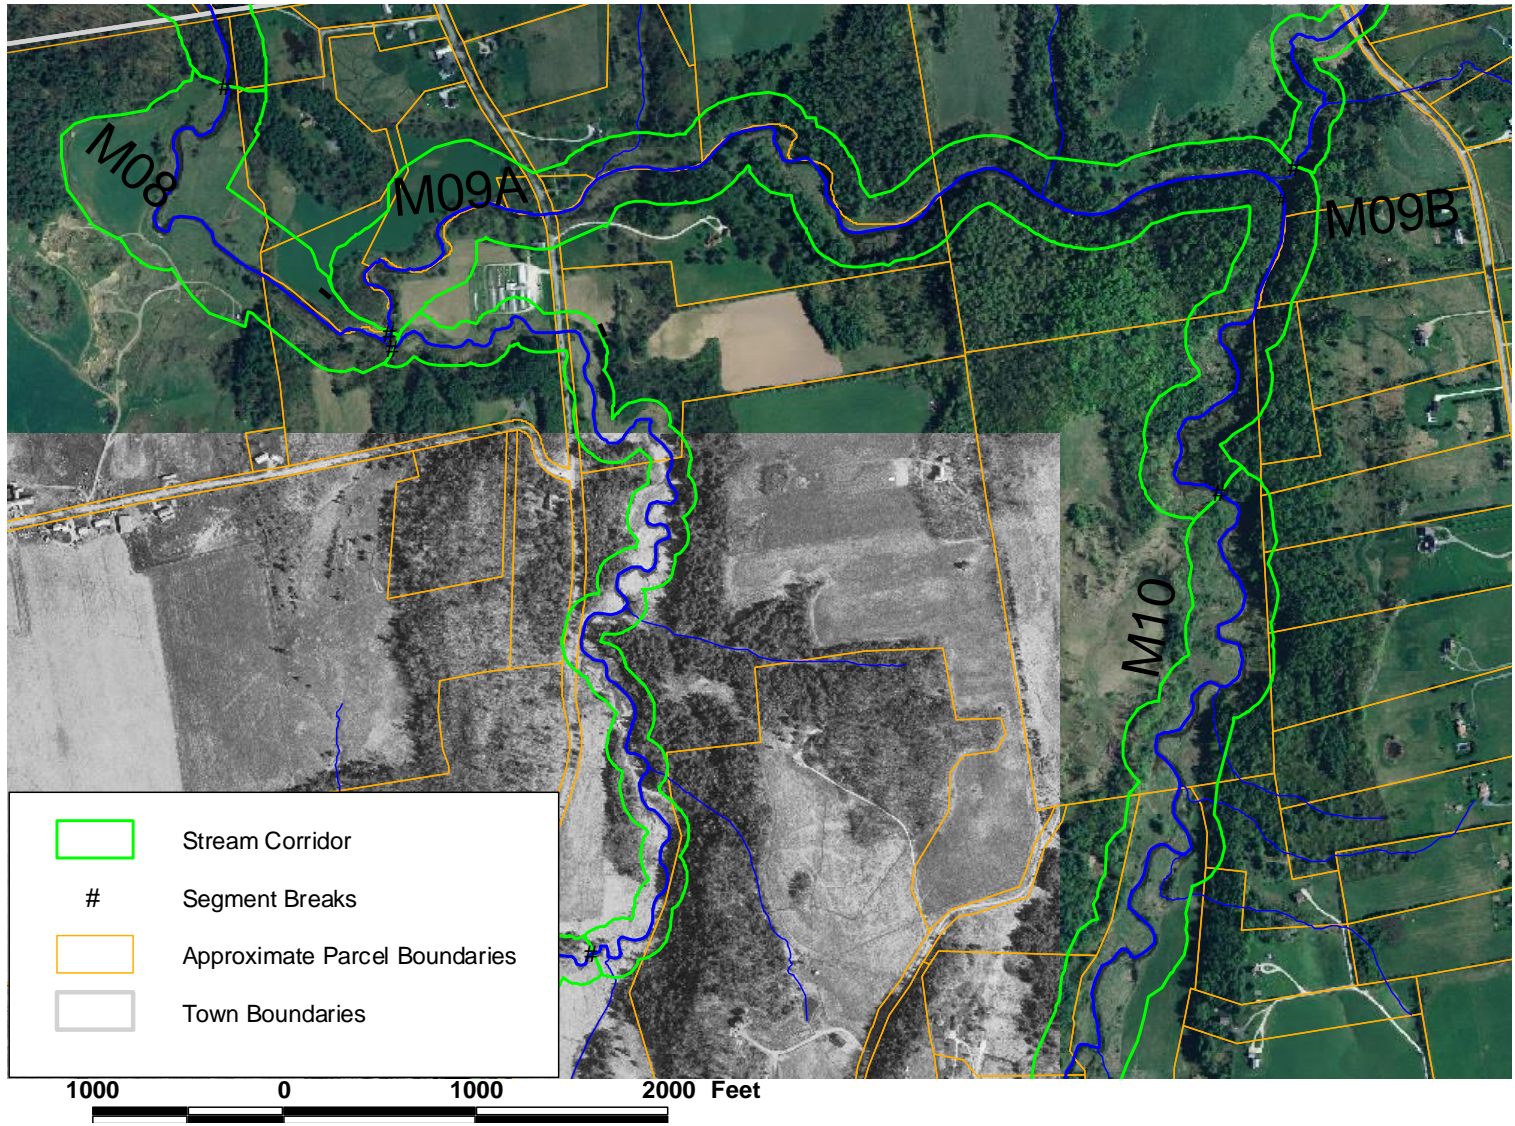 M08
M09A
M09B
M10
Stream Corridor
# Segment Breaks
Approximate Parcel Boundaries
Town Boundaries
1000 0 1000 2000 Feet